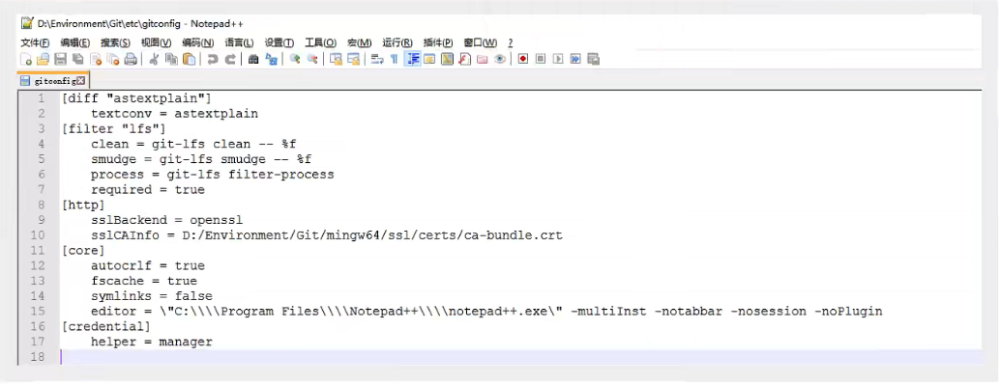 D:\Environment\Git\etc\gitconfig - Notepad++
文件(F) 编辑(E) 搜索(S) 视图(V) 编码(N) 语言(L) 设置(T) 工具(O) 宏(M) 运行(R) 插件(P) 窗口(W) ?
gitconfig
1 [diff "astextplain"]
2     textconv = astextplain
3 [filter "lfs"]
4     clean = git-lfs clean -- %f
5     smudge = git-lfs smudge -- %f
6     process = git-lfs filter-process
7     required = true
8 [http]
9     sslBackend = openssl
10     sslCAInfo = D:/Environment/Git/mingw64/ssl/certs/ca-bundle.crt
11 [core]
12     autocrlf = true
13     fscache = true
14     symlinks = false
15     editor = \"C:\\\\Program Files\\\\Notepad++\\\\notepad++.exe\" -multiInst -notabbar -nosession -noPlugin
16 [credential]
17     helper = manager
18